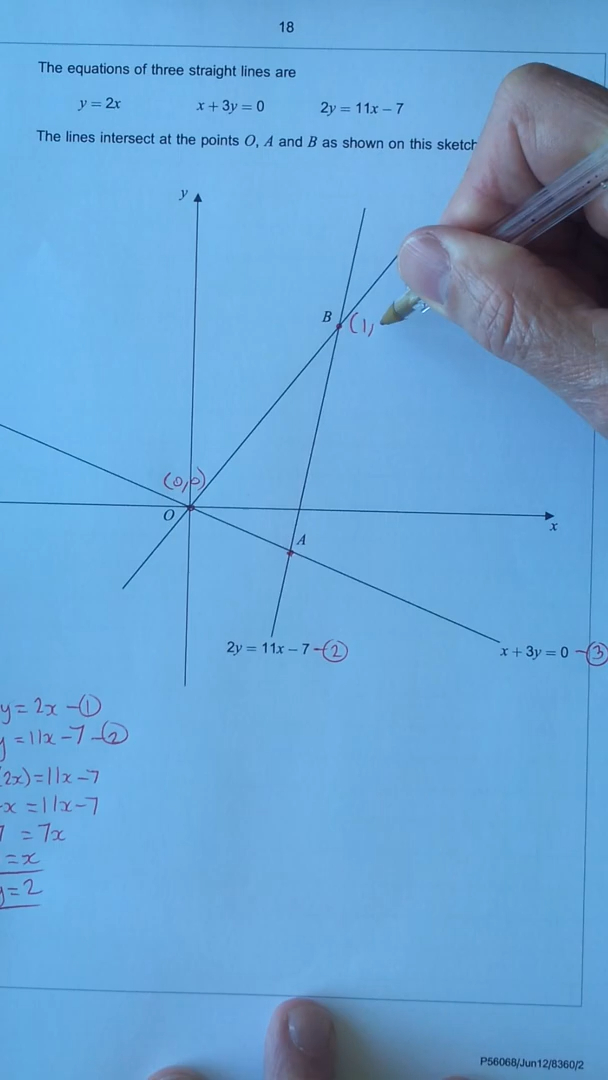 18
The equations of three straight lines are
y = 2x x + 3y = 0 2y = 11x – 7
The lines intersect at the points O, A and B as shown on this sketch
y
B (1,
(0,0)
O
x
A
2y = 11x – 7 -②
x + 3y = 0 -③
y = 2x -①
y = 11x -7 -②
(2x) = 11x -7
x = 11x-7
7 = 7x
= x
y = 2
P56068/Jun12/8360/2